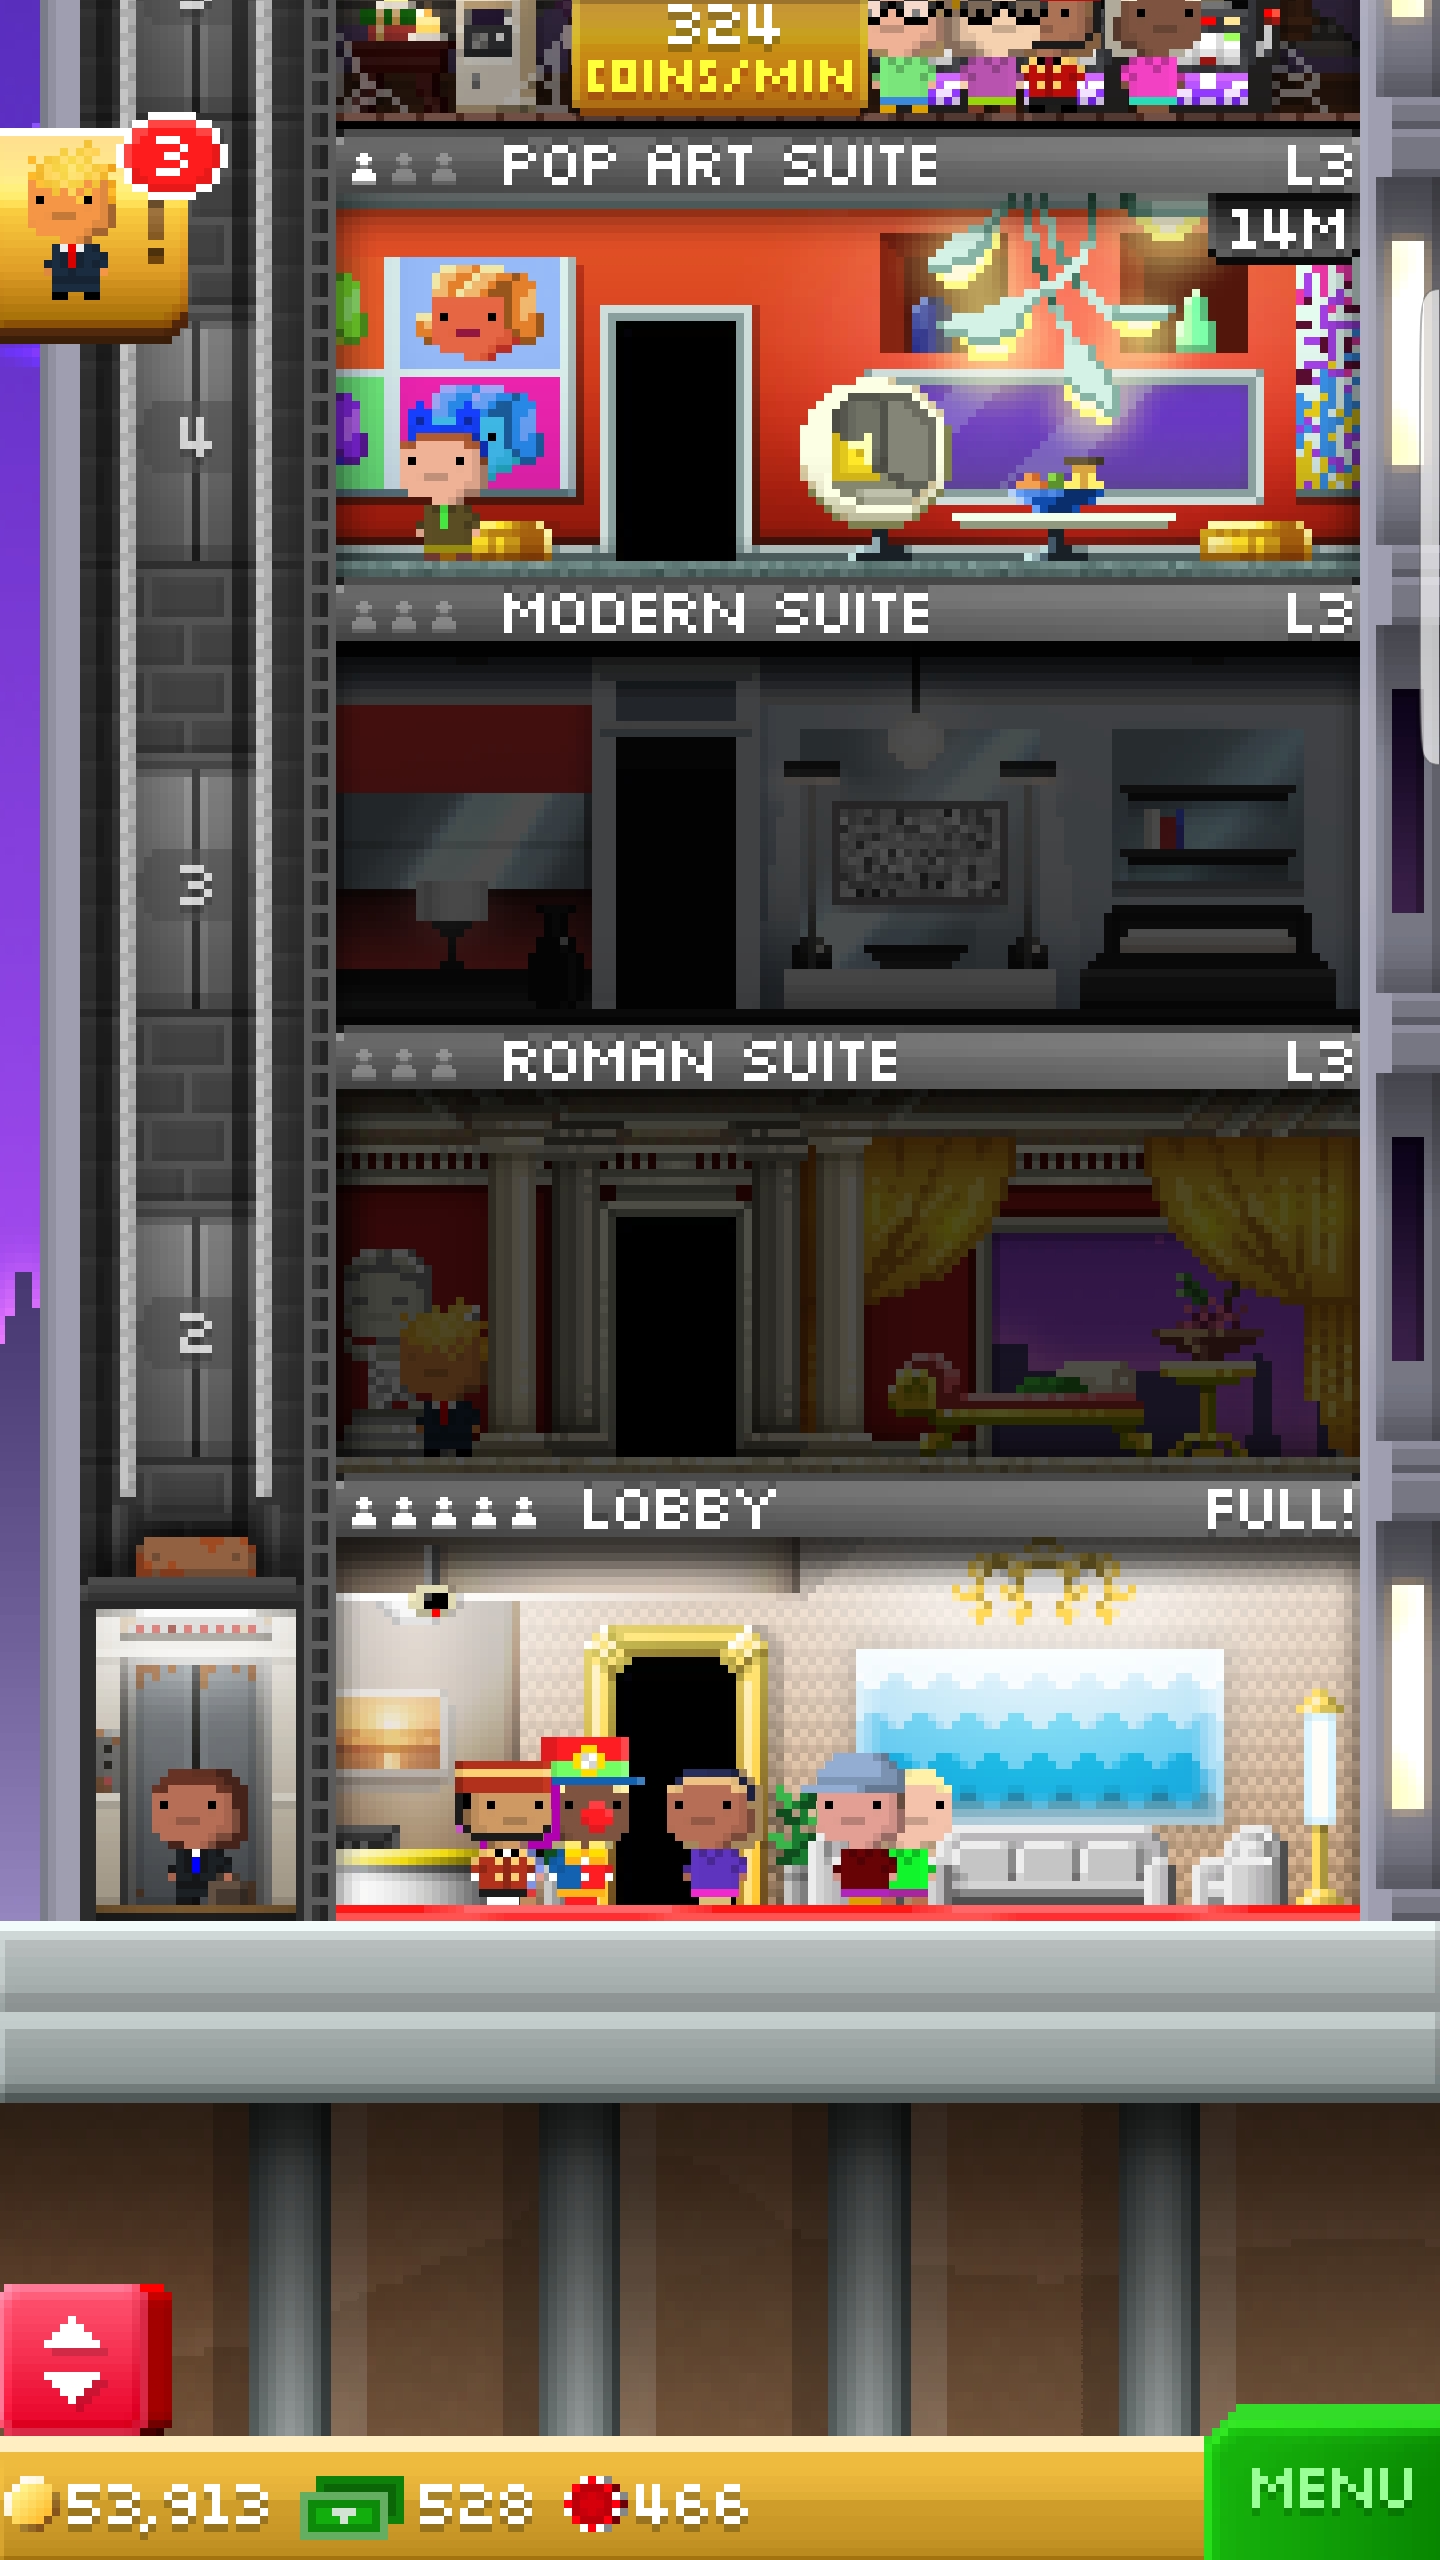 324
COINS/MIN
3
POP ART SUITE L3
14M
4
MODERN SUITE L3
3
ROMAN SUITE L3
2
LOBBY FULL!
53,913 528 466
MENU